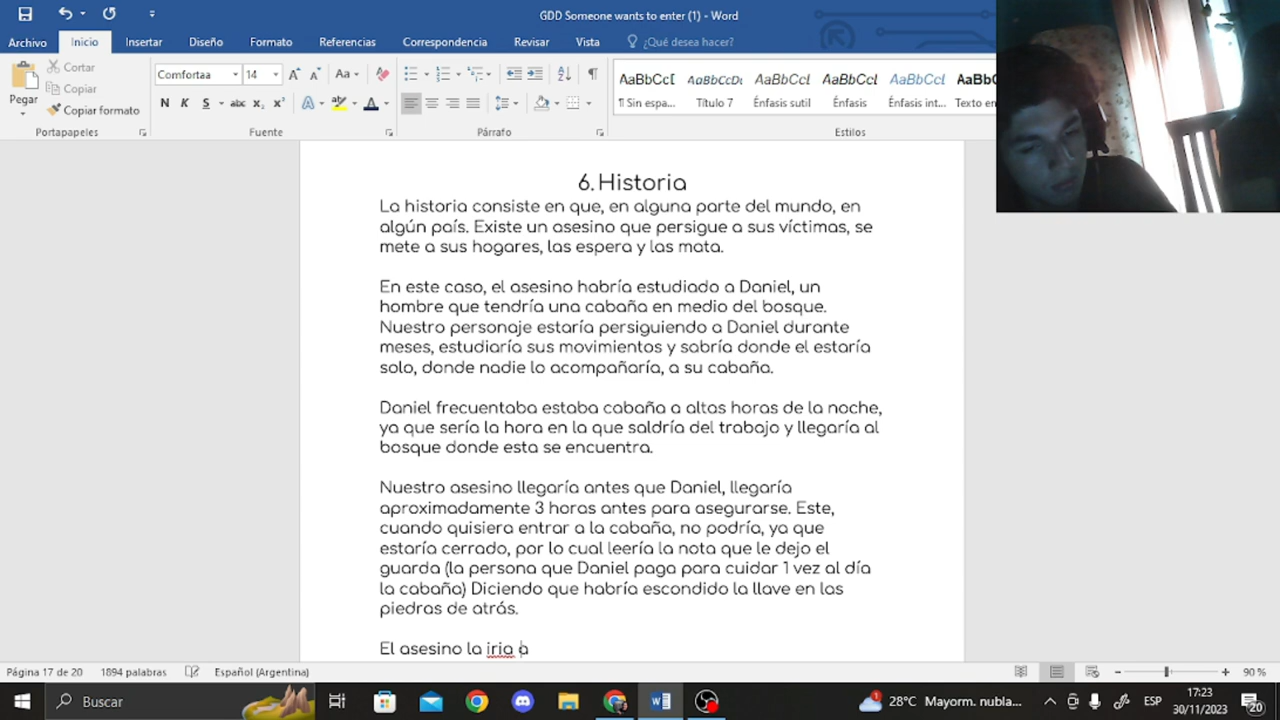 GDD Someone wants to enter (1) - Word
Archivo Inicio Insertar Diseño Formato Referencias Correspondencia Revisar Vista ¿Qué desea hacer?
Pegar
Cortar
Copiar
Copiar formato
Portapapeles
Comfortaa 14
N K S abc x₂ x²
Fuente
Párrafo
AaBbCcD AaBbCcDc AaBbCcl AaBbCcl AaBbCcl AaBbC
¶ Sin espa... Título 7 Énfasis sutil Énfasis Énfasis int... Texto en
Estilos
6. Historia
La historia consiste en que, en alguna parte del mundo, en
algún país. Existe un asesino que persigue a sus víctimas, se
mete a sus hogares, las espera y las mata.
En este caso, el asesino habría estudiado a Daniel, un
hombre que tendría una cabaña en medio del bosque.
Nuestro personaje estaría persiguiendo a Daniel durante
meses, estudiaría sus movimientos y sabría donde el estaría
solo, donde nadie lo acompañaría, a su cabaña.
Daniel frecuentaba estaba cabaña a altas horas de la noche,
ya que sería la hora en la que saldría del trabajo y llegaría al
bosque donde esta se encuentra.
Nuestro asesino llegaría antes que Daniel, llegaría
aproximadamente 3 horas antes para asegurarse. Este,
cuando quisiera entrar a la cabaña, no podría, ya que
estaría cerrado, por lo cual leería la nota que le dejo el
guarda (la persona que Daniel paga para cuidar 1 vez al día
la cabaña) Diciendo que habría escondido la llave en las
piedras de atrás.
El asesino la iria a
Página 17 de 20 1894 palabras Español (Argentina) 90 %
Buscar 28°C Mayorm. nubla... ESP 17:23
30/11/2023 20